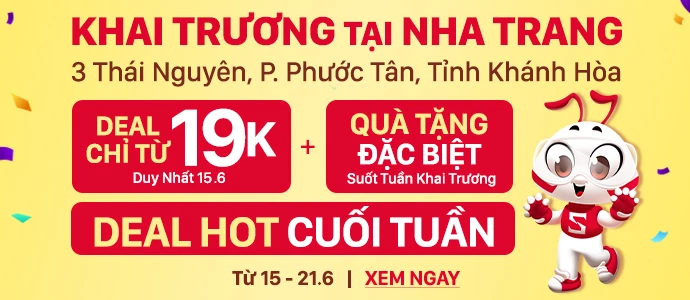 KHAI TRƯƠNG TẠI NHA TRANG
3 Thái Nguyên, P. Phước Tân, Tỉnh Khánh Hòa
DEAL
CHỈ TỪ 19K
Duy Nhất 15.6
+
QUÀ TẶNG
ĐẶC BIỆT
Suốt Tuần Khai Trương
DEAL HOT CUỐI TUẦN
Từ 15 - 21.6 | XEM NGAY
S